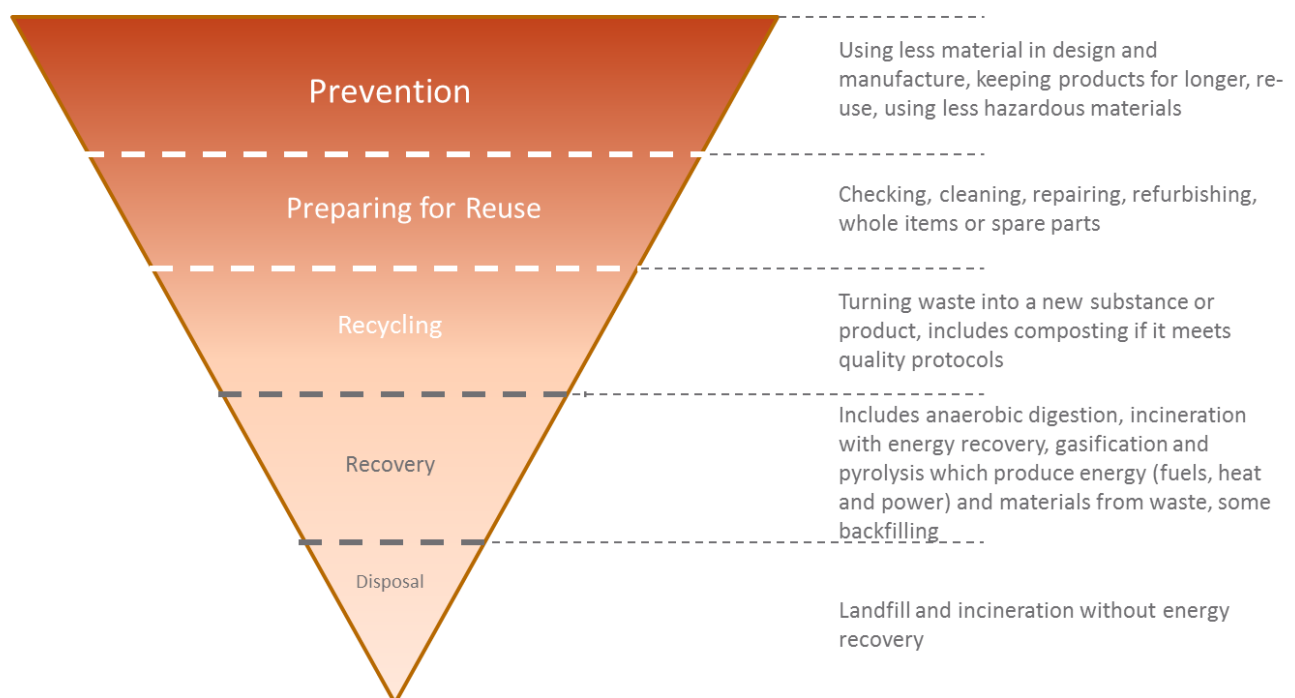 Prevention
Using less material in design and
manufacture, keeping products for longer, re-
use, using less hazardous materials
Preparing for Reuse
Checking, cleaning, repairing, refurbishing,
whole items or spare parts
Recycling
Turning waste into a new substance or
product, includes composting if it meets
quality protocols
Recovery
Includes anaerobic digestion, incineration
with energy recovery, gasification and
pyrolysis which produce energy (fuels, heat
and power) and materials from waste, some
backfilling
Disposal
Landfill and incineration without energy
recovery